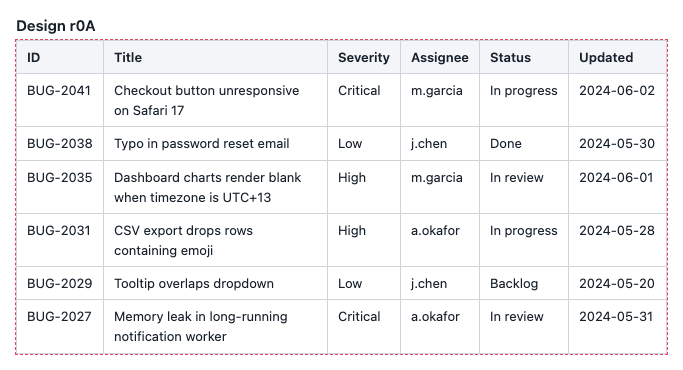 Design r0A
ID Title Severity Assignee Status Updated
BUG-2041 Checkout button unresponsive Critical m.garcia In progress 2024-06-02
on Safari 17
BUG-2038 Typo in password reset email Low j.chen Done 2024-05-30
BUG-2035 Dashboard charts render blank High m.garcia In review 2024-06-01
when timezone is UTC+13
BUG-2031 CSV export drops rows High a.okafor In progress 2024-05-28
containing emoji
BUG-2029 Tooltip overlaps dropdown Low j.chen Backlog 2024-05-20
BUG-2027 Memory leak in long-running Critical a.okafor In review 2024-05-31
notification worker